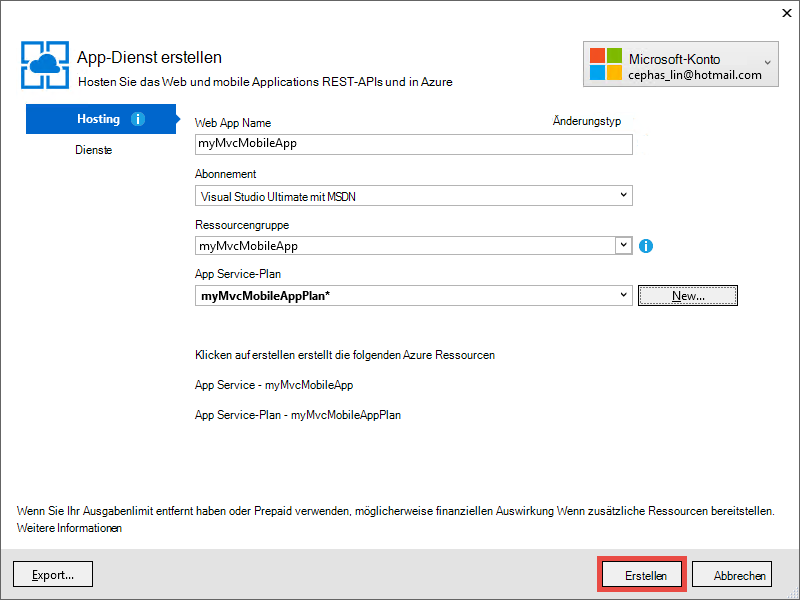 App-Dienst erstellen
Hosten Sie das Web und mobile Applications REST-APIs und in Azure
Microsoft-Konto
cephas_lin@hotmail.com
Hosting
Dienste
Web App Name
Änderungstyp
myMvcMobileApp
Abonnement
Visual Studio Ultimate mit MSDN
Ressourcengruppe
myMvcMobileApp
App Service-Plan
myMvcMobileAppPlan*
New...
Klicken auf erstellen erstellt die folgenden Azure Ressourcen
App Service - myMvcMobileApp
App Service-Plan - myMvcMobileAppPlan
Wenn Sie Ihr Ausgabenlimit entfernt haben oder Prepaid verwenden, möglicherweise finanziellen Auswirkung Wenn zusätzliche Ressourcen bereitstellen.
Weitere Informationen
Export...
Erstellen
Abbrechen